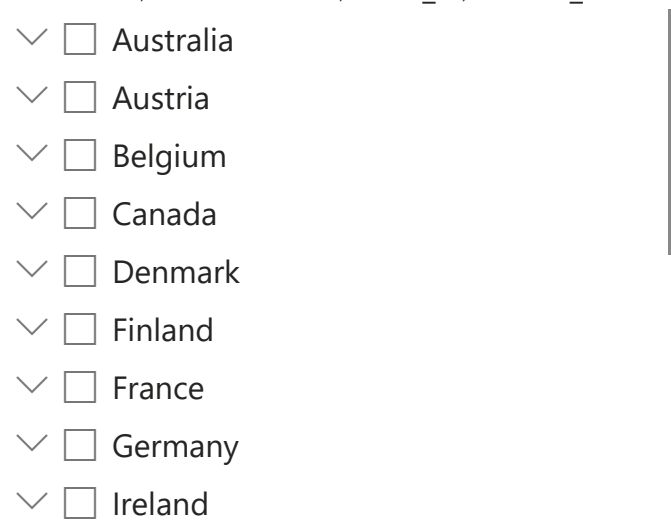 Australia
Austria
Belgium
Canada
Denmark
Finland
France
Germany
Ireland